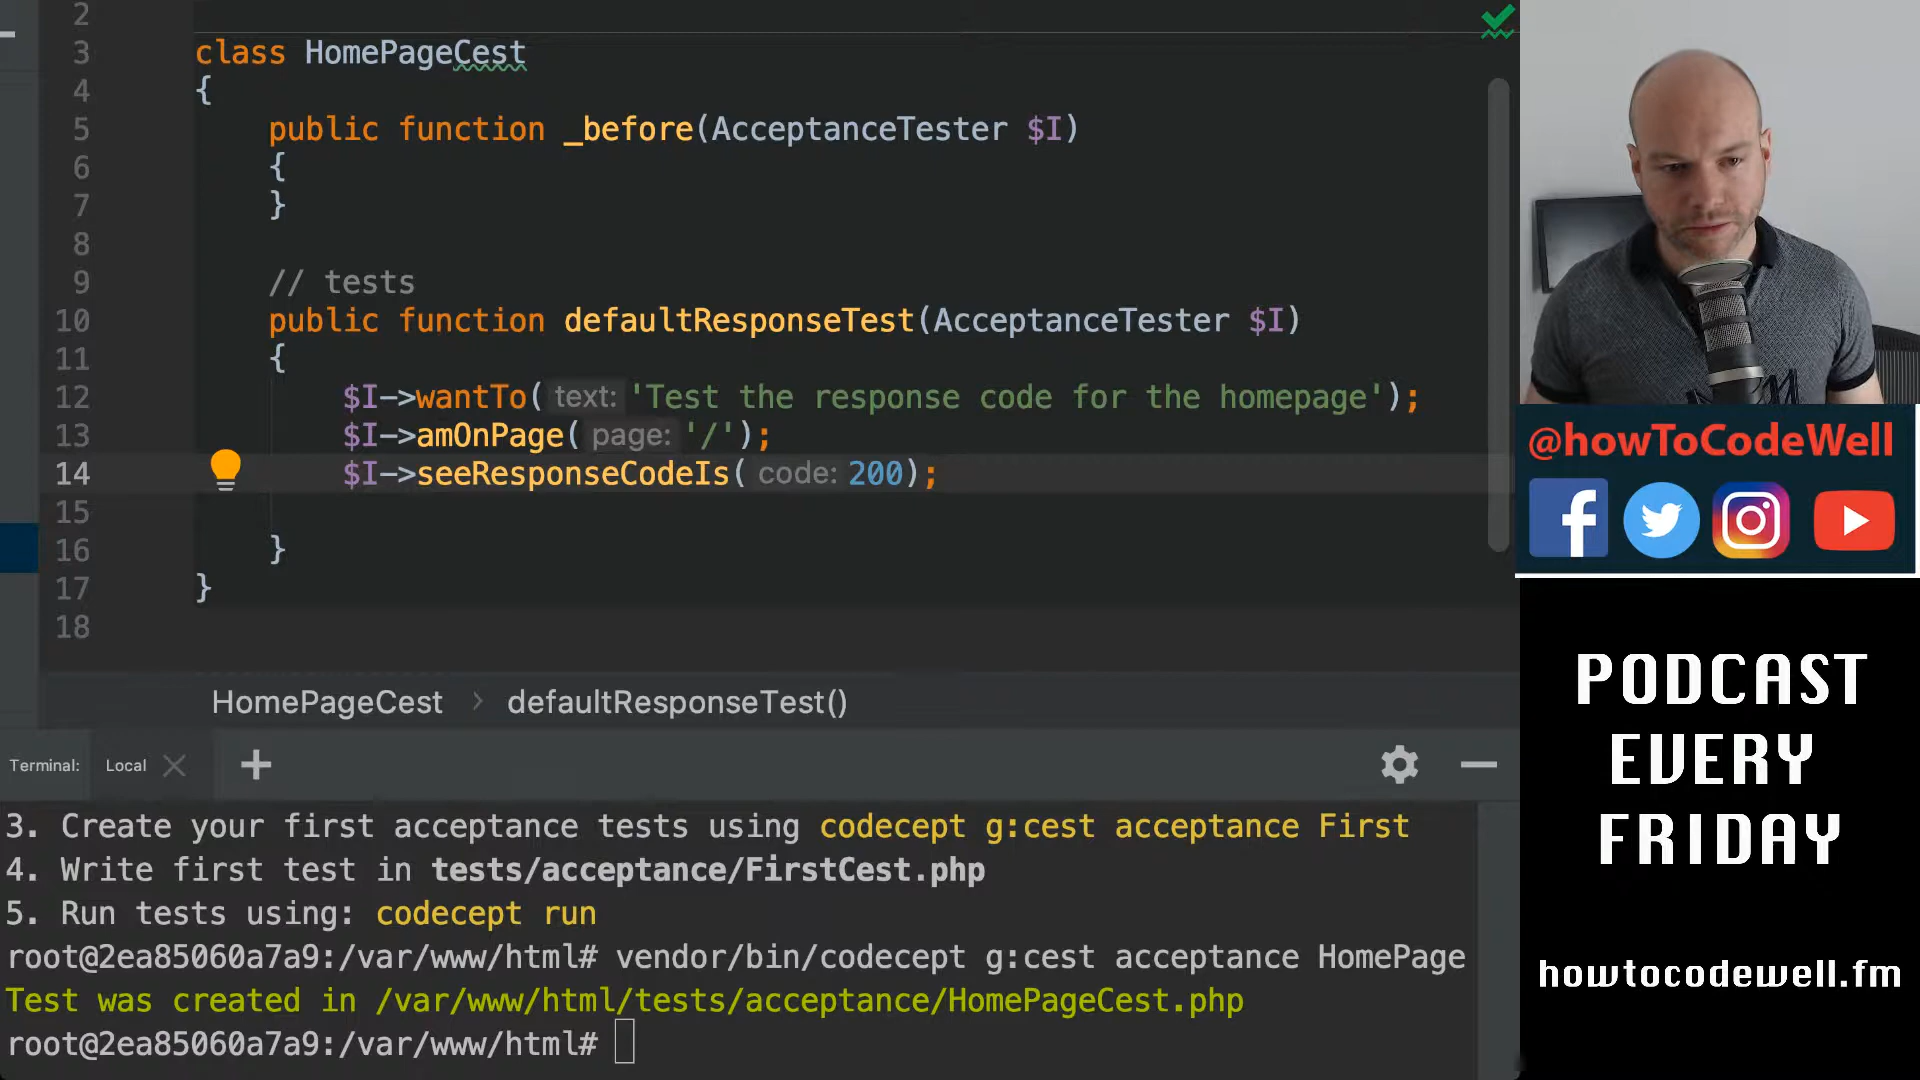 2
3 class HomePageCest
4 {
5 public function _before(AcceptanceTester $I)
6 {
7 }
8
9 // tests
10 public function defaultResponseTest(AcceptanceTester $I)
11 {
12 $I->wantTo( text: 'Test the response code for the homepage');
13 $I->amOnPage( page: '/');
14 $I->seeResponseCodeIs( code: 200);
15
16 }
17 }
18
HomePageCest > defaultResponseTest()
Terminal: Local × +
3. Create your first acceptance tests using codecept g:cest acceptance First
4. Write first test in tests/acceptance/FirstCest.php
5. Run tests using: codecept run
root@2ea85060a7a9:/var/www/html# vendor/bin/codecept g:cest acceptance HomePage
Test was created in /var/www/html/tests/acceptance/HomePageCest.php
root@2ea85060a7a9:/var/www/html#
@howToCodeWell
PODCAST
EVERY
FRIDAY
howtocodewell.fm